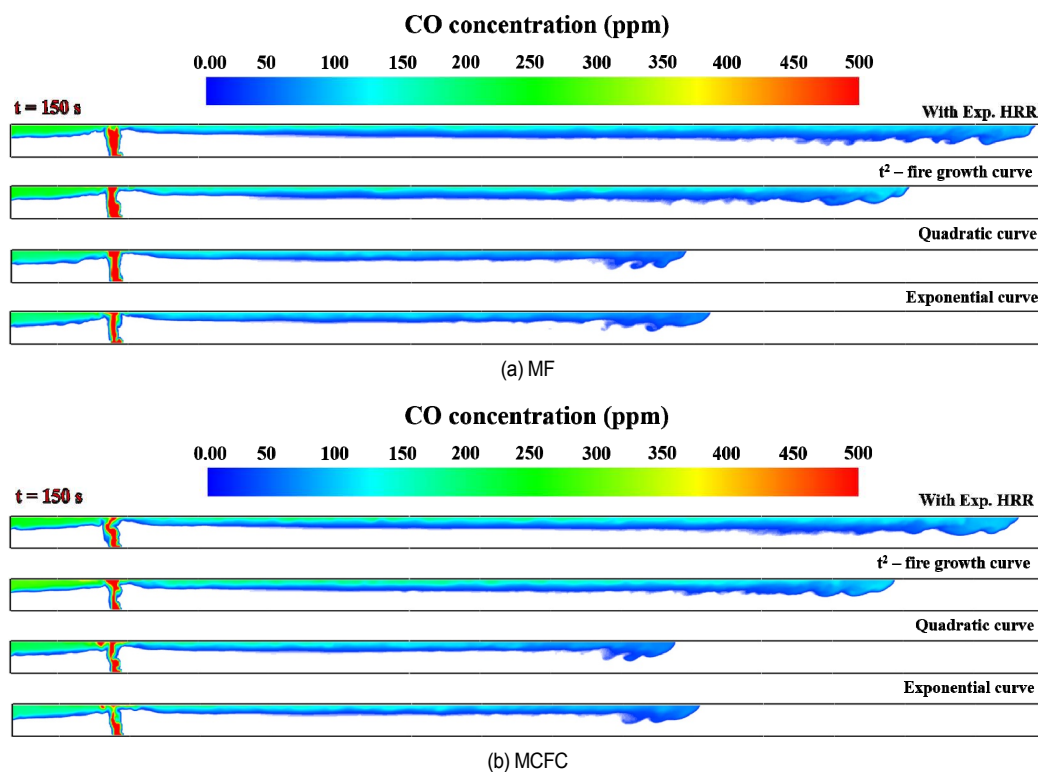 CO concentration (ppm)
0.00 50 100 150 200 250 300 350 400 450 500
t = 150 s
With Exp. HRR
t² – fire growth curve
Quadratic curve
Exponential curve
(a) MF
CO concentration (ppm)
0.00 50 100 150 200 250 300 350 400 450 500
t = 150 s
With Exp. HRR
t² – fire growth curve
Quadratic curve
Exponential curve
(b) MCFC